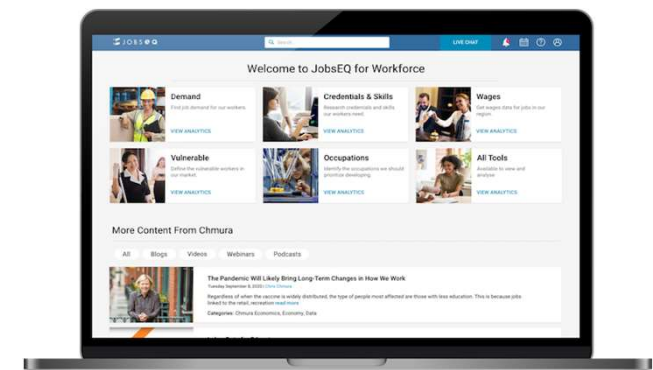 JOBSEQ
Search
LIVE CHAT
Welcome to JobsEQ for Workforce
Demand
Find job demand for our workers.
VIEW ANALYTICS
Credentials & Skills
Research credentials and skills
our workers need.
VIEW ANALYTICS
Wages
Get wages data for jobs in our
region.
VIEW ANALYTICS
Vulnerable
Define the vulnerable workers in
our market.
VIEW ANALYTICS
Occupations
Identify the occupations we should
prioritize developing.
VIEW ANALYTICS
All Tools
Available to view and
analyse
VIEW ANALYTICS
More Content From Chmura
All
Blogs
Videos
Webinars
Podcasts
The Pandemic Will Likely Bring Long-Term Changes in How We Work
Tuesday September 8, 2020 | Chris Chmura
Regardless of when the vaccine is widely distributed, the type of people most affected are those with less education. This is because jobs
linked to the retail, recreation read more
Categories: Chmura Economics, Economy, Data